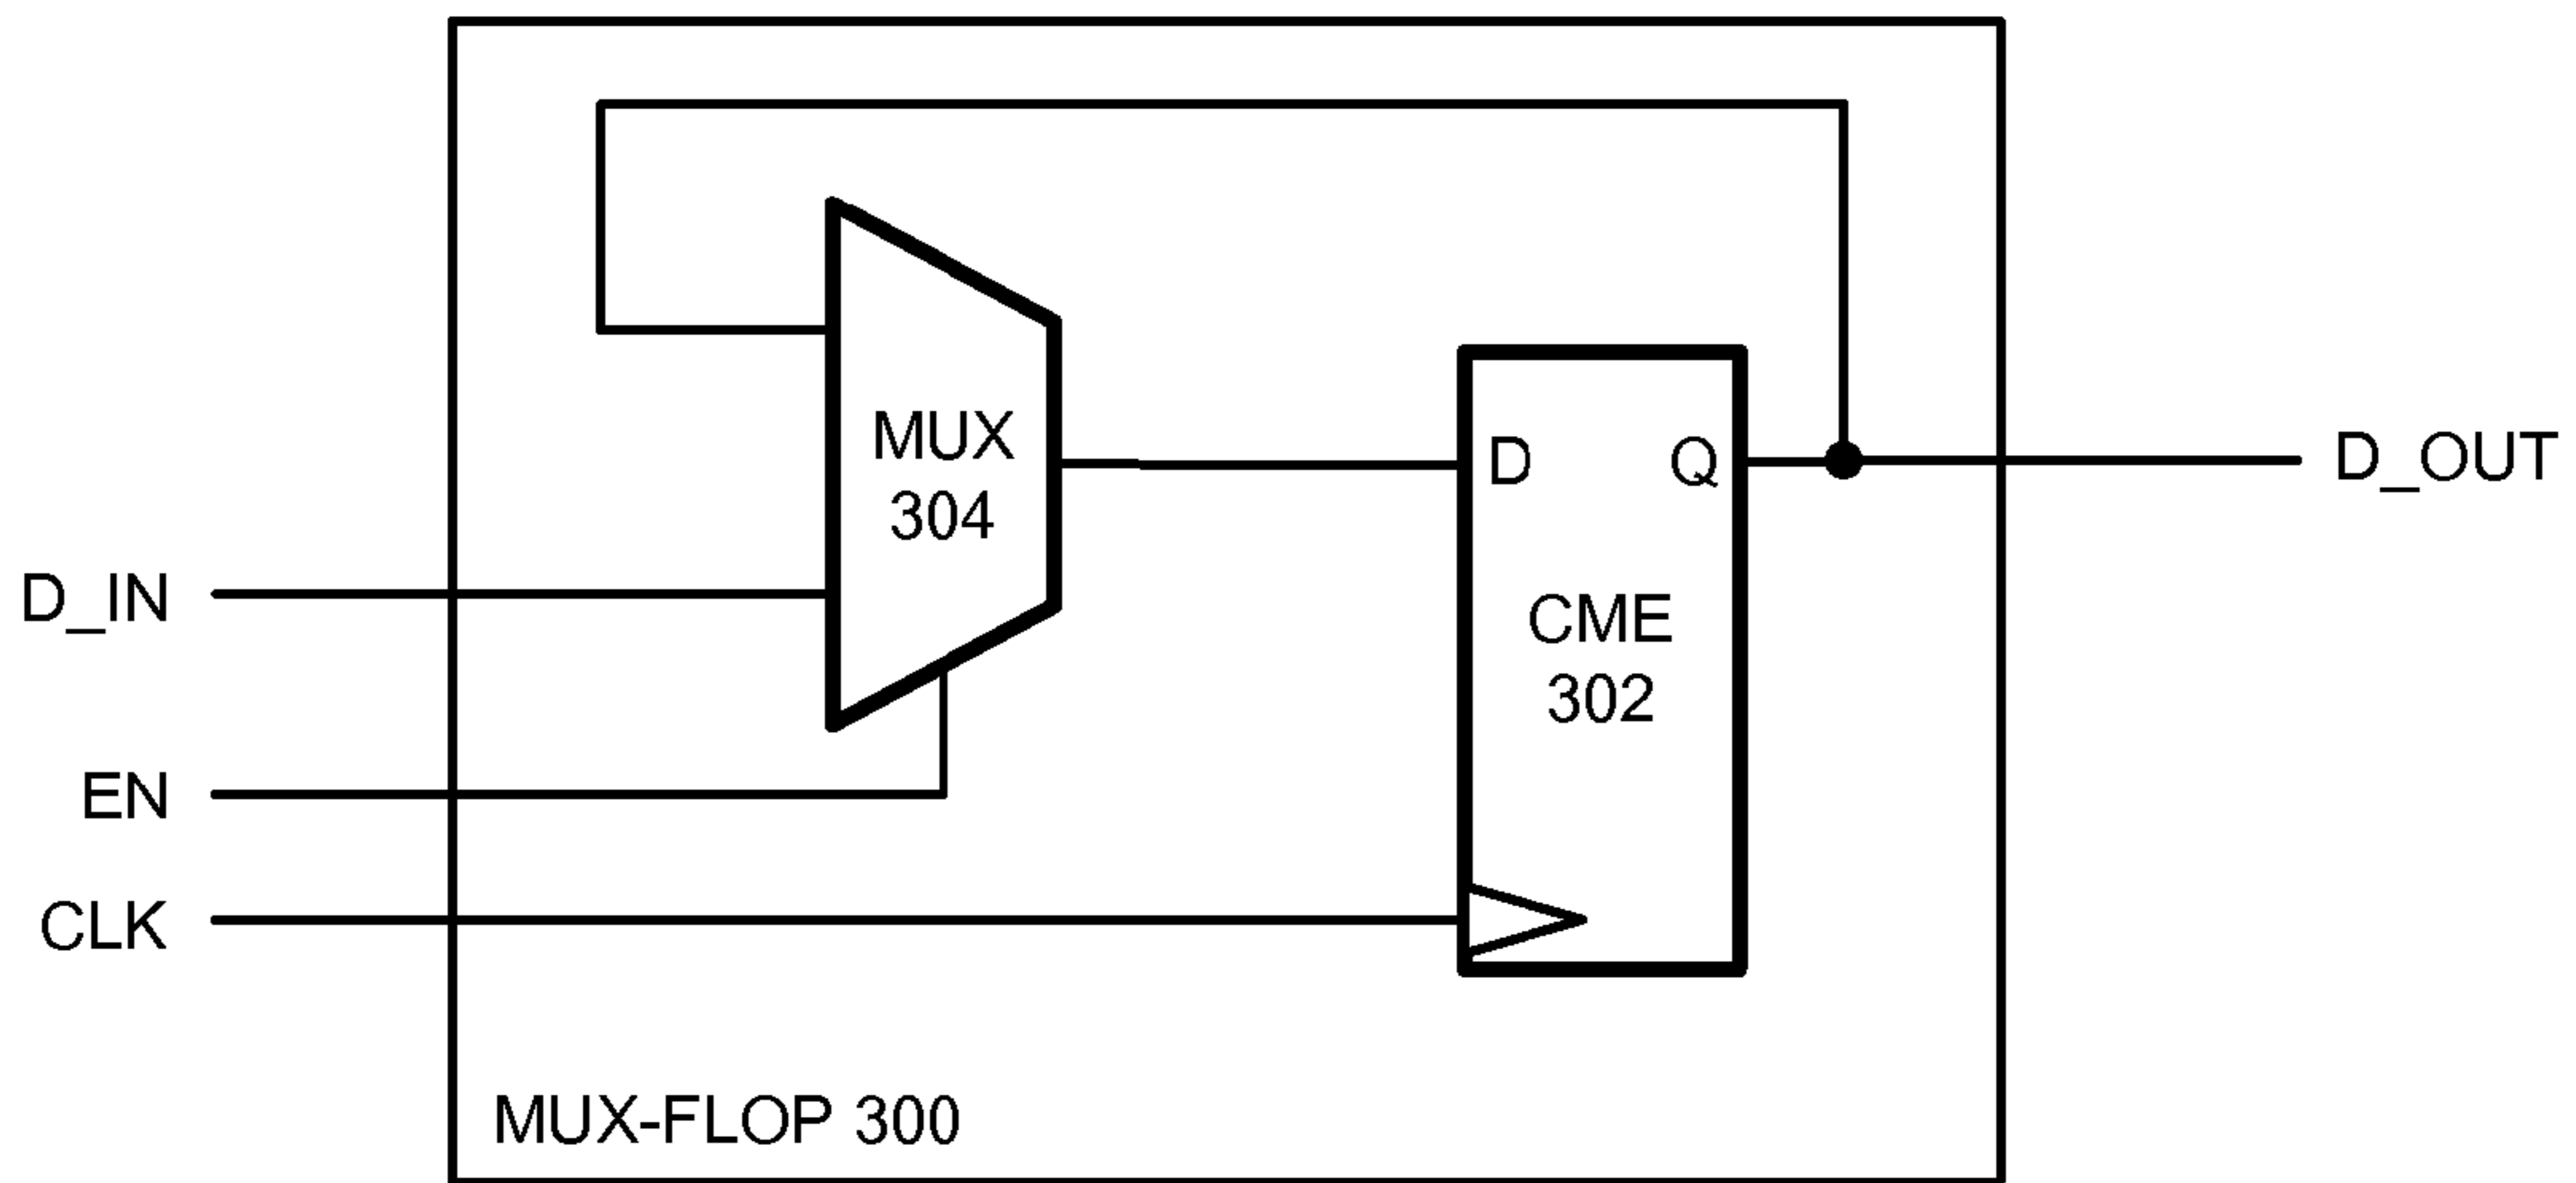 MUX
304
D
Q
D_OUT
D_IN
CME
302
EN
CLK
MUX-FLOP 300